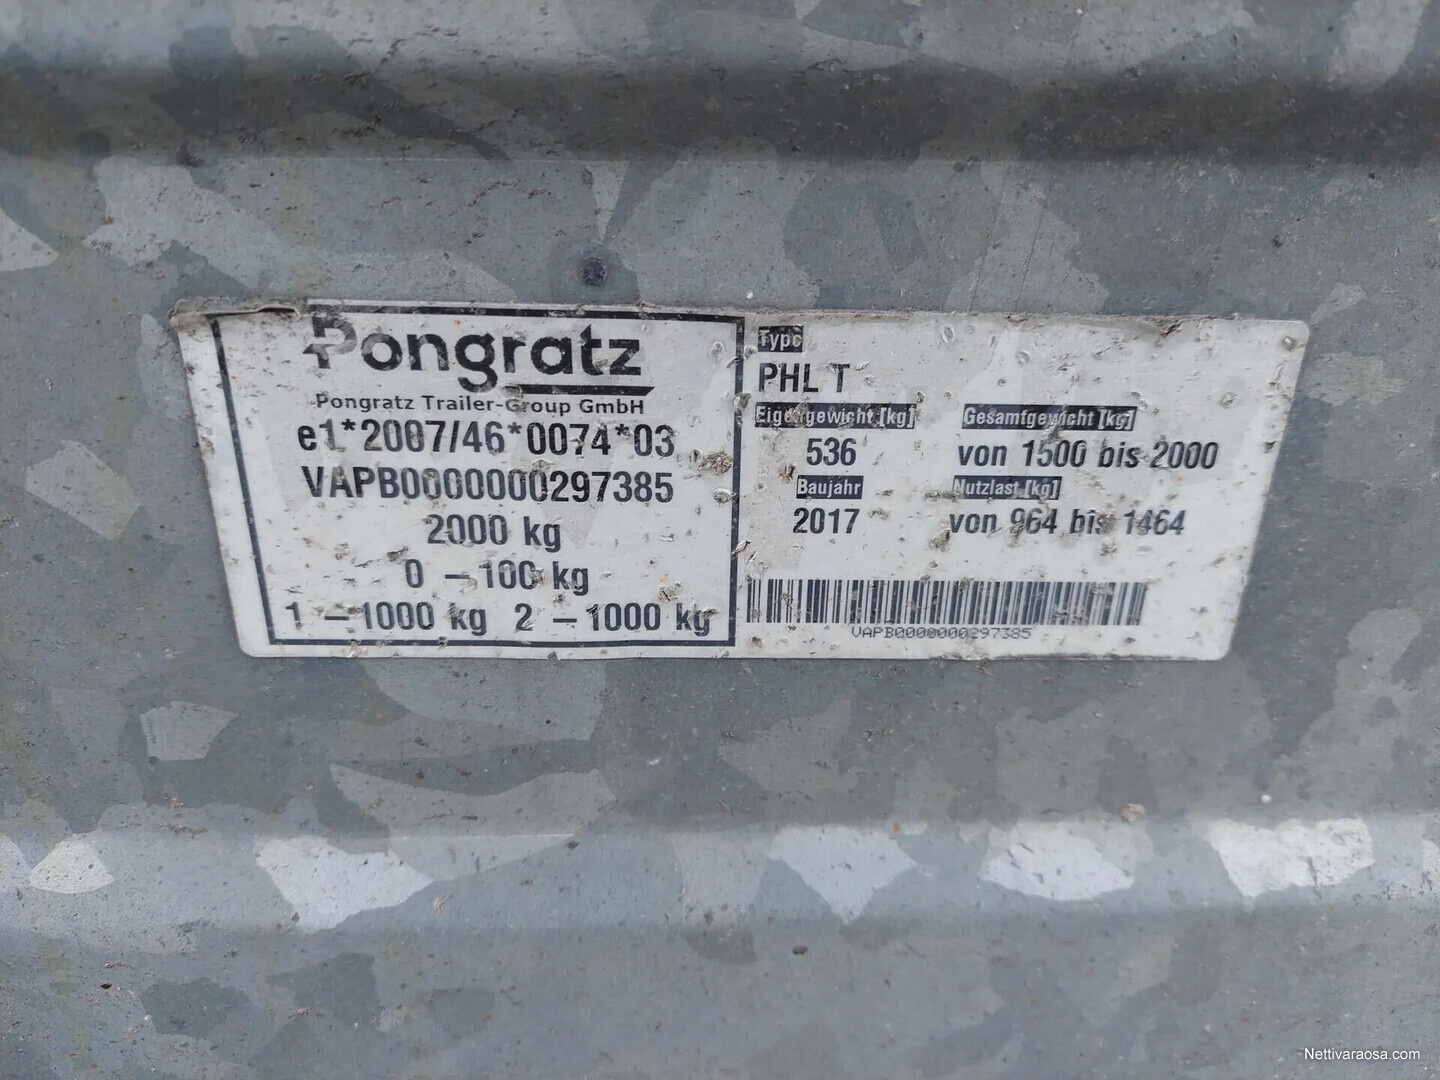 Pongratz
Pongratz Trailer-Group GmbH
e1*2007/46*0074*03
VAPB0000000297385
2000 kg
0 – 100 kg
1 – 1000 kg 2 – 1000 kg
Type
PHL T
Eigengewicht [kg] Gesamtgewicht [kg]
536 von 1500 bis 2000
Baujahr Nutzlast [kg]
2017 von 964 bis 1464
VAPB0000000297385
Nettivaraosa.com